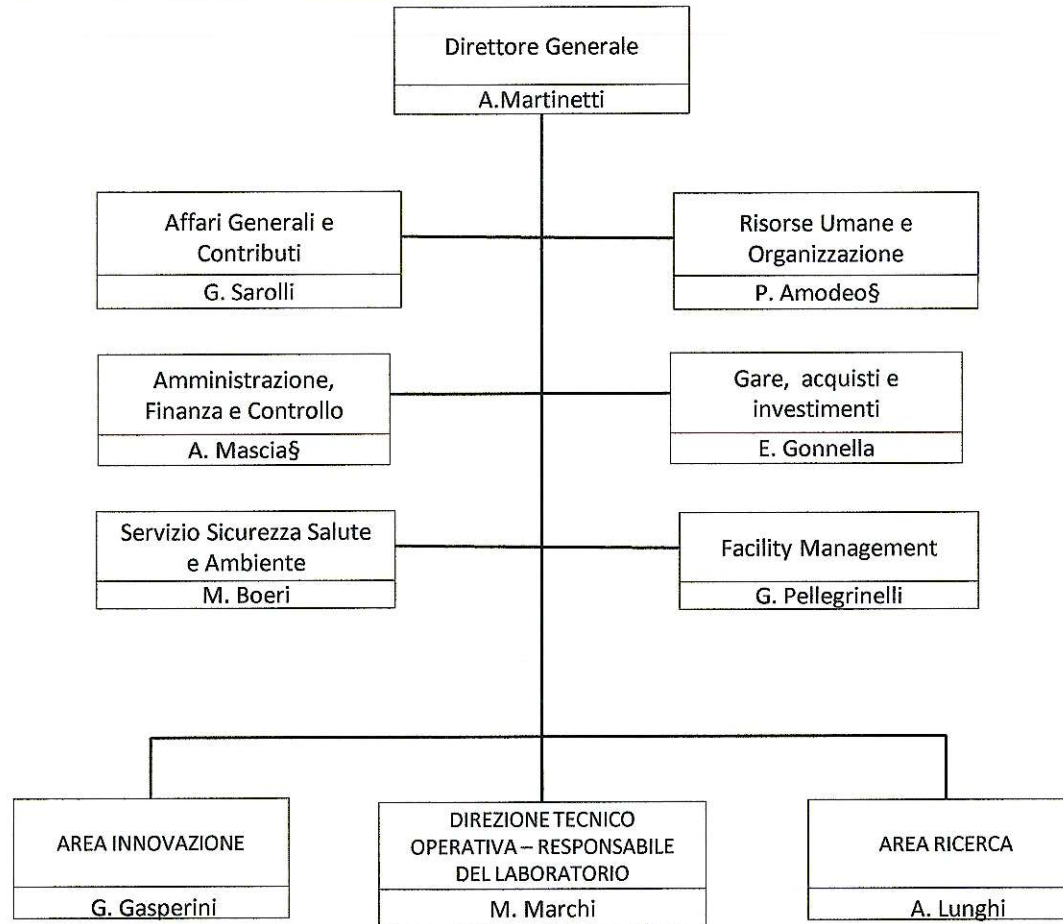 Direttore Generale
A.Martinetti
Affari Generali e
Contributi
G. Sarolli
Risorse Umane e
Organizzazione
P. Amodeo§
Amministrazione,
Finanza e Controllo
A. Mascia§
Gare, acquisti e
investimenti
E. Gonnella
Servizio Sicurezza Salute
e Ambiente
M. Boeri
Facility Management
G. Pellegrinelli
AREA INNOVAZIONE
G. Gasperini
DIREZIONE TECNICO
OPERATIVA – RESPONSABILE
DEL LABORATORIO
M. Marchi
AREA RICERCA
A. Lunghi